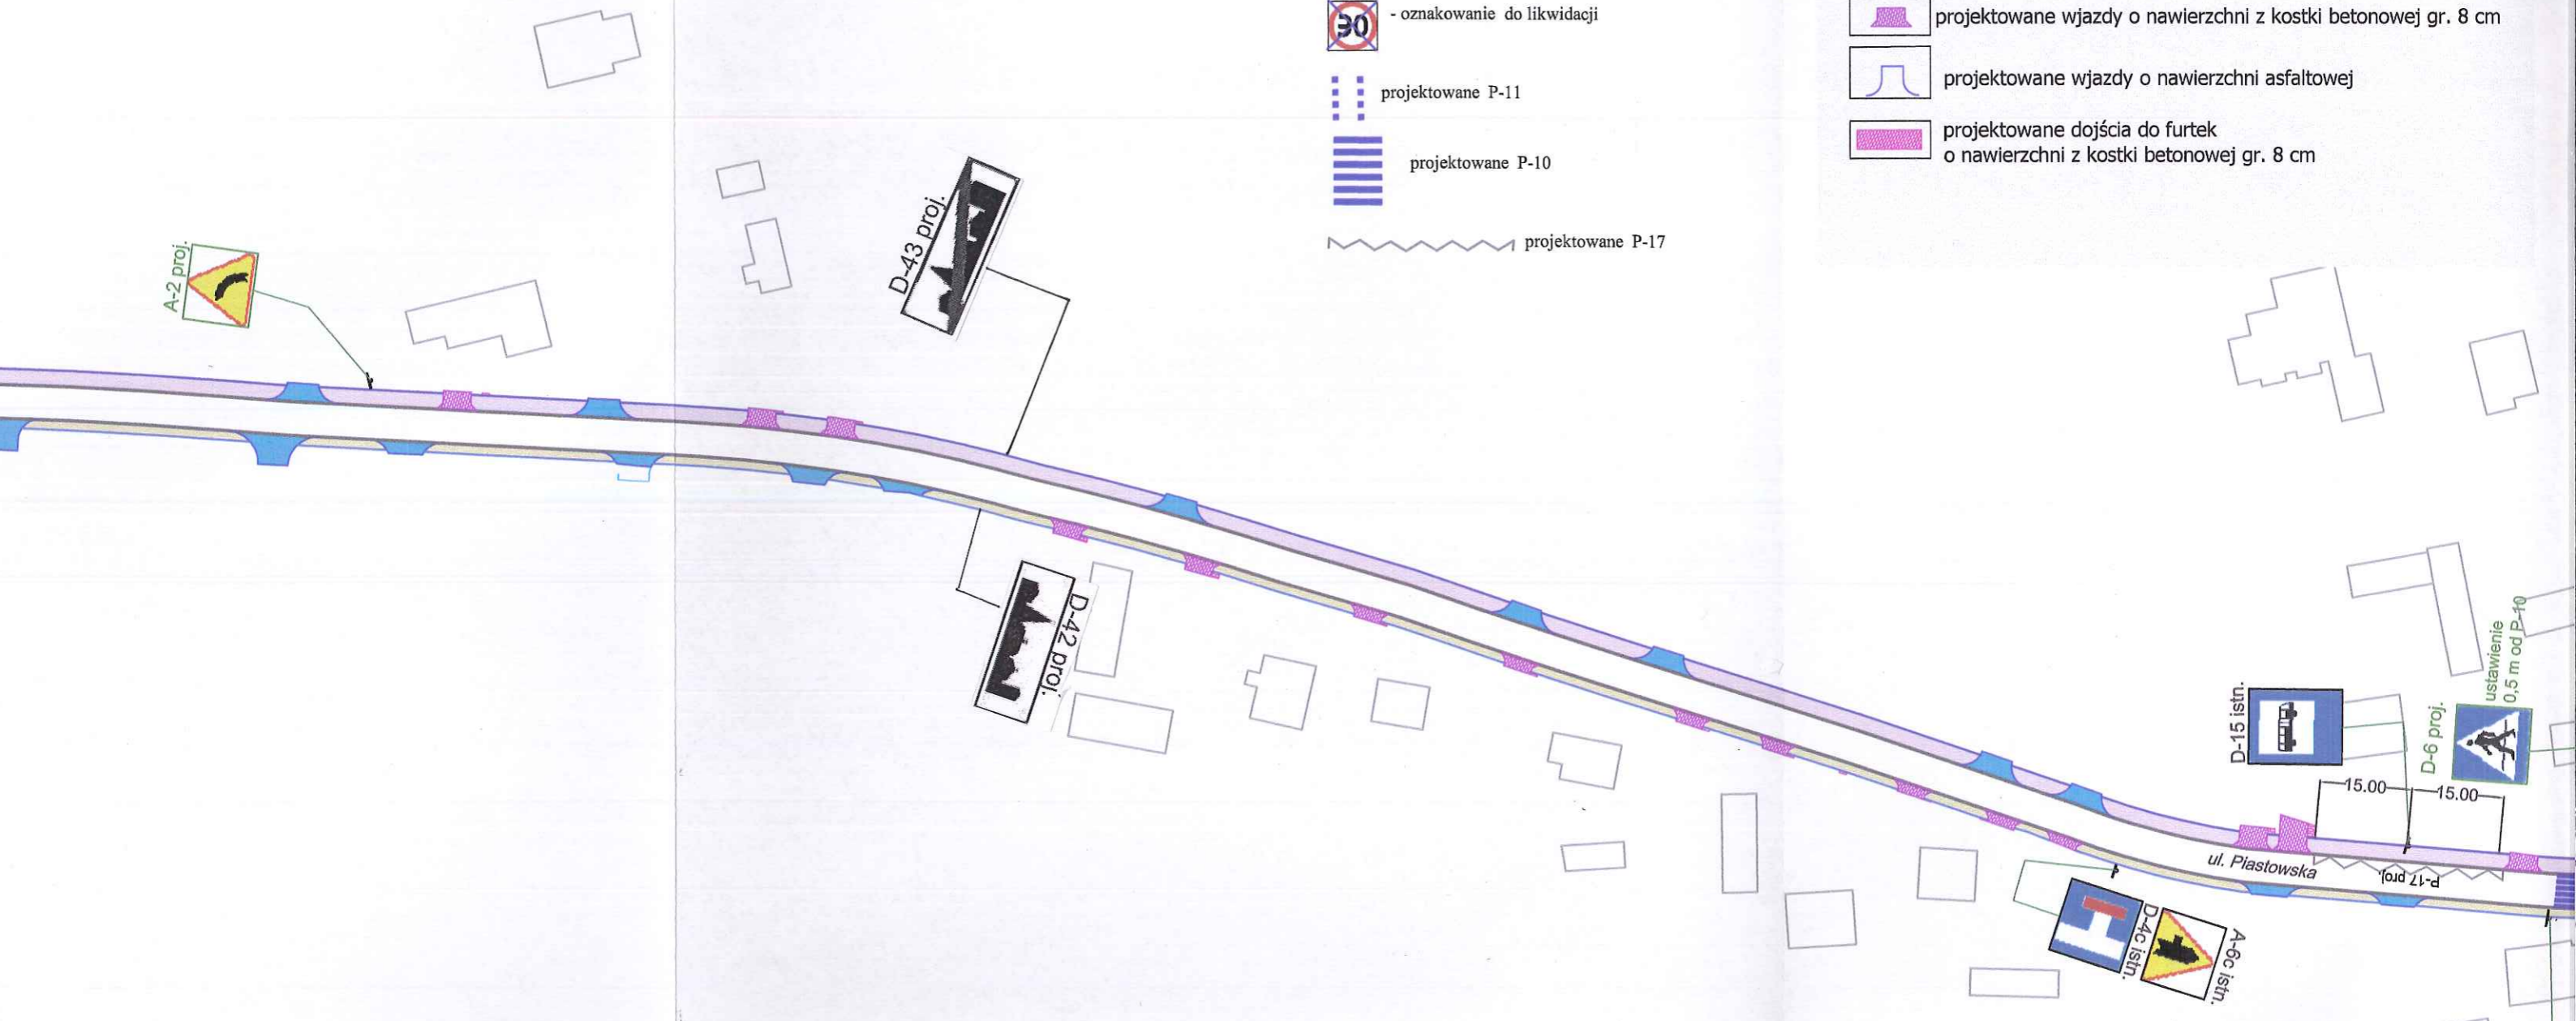 30
- oznakowanie do likwidacji
projektowane P-11
projektowane P-10
projektowane P-17
projektowane wjazdy o nawierzchni z kostki betonowej gr. 8 cm
projektowane wjazdy o nawierzchni asfaltowej
projektowane dojścia do furtek
o nawierzchni z kostki betonowej gr. 8 cm
A-2 proj.
D-43 proj.
D-42 proj.
D-15 istn.
D-6 proj.
ustawienie
0,5 m od P-10
15.00
15.00
ul. Piastowska
P-17 proj.
D-4c istn.
A-6c istn.